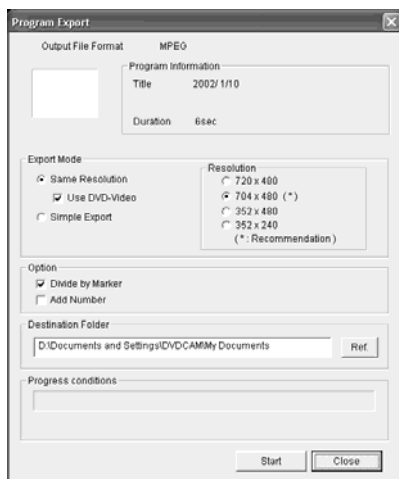 Program Export
Output File Format MPEG
Program Information
Title 2002/ 1/10
Duration 6sec
Export Mode
Same Resolution
Use DVD-Video
Simple Export
Resolution
720 x 480
704 x 480 (*)
352 x 480
352 x 240
(*: Recommendation)
Option
Divide by Marker
Add Number
Destination Folder
D:\Documents and Settings\DVDCAM\My Documents
Ref.
Progress conditions
Start Close